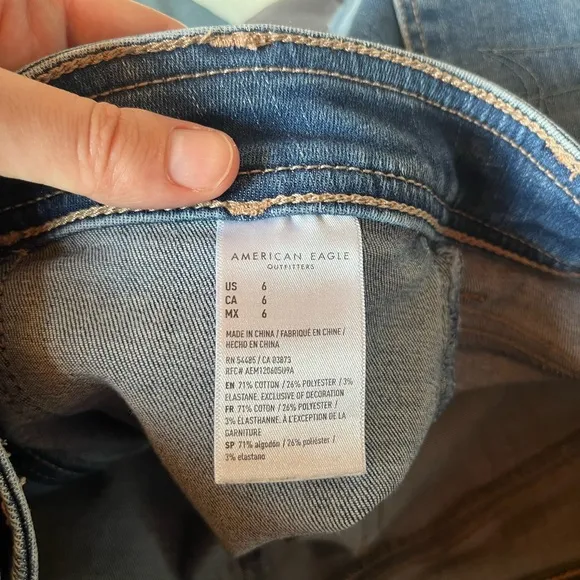 AMERICAN EAGLE
OUTFITTERS
US 6
CA 6
MX 6
MADE IN CHINA / FABRIQUÉ EN CHINE /
HECHO EN CHINA
RN 54485 / CA 03873
RFC# AEM120605U9A
EN 71% COTTON / 26% POLYESTER / 3%
ELASTANE. EXCLUSIVE OF DECORATION
FR 71% COTON / 26% POLYESTER /
3% ÉLASTHANNE. À L'EXCEPTION DE LA
GARNITURE
SP 71% algodón / 26% poliéster /
3% elastano